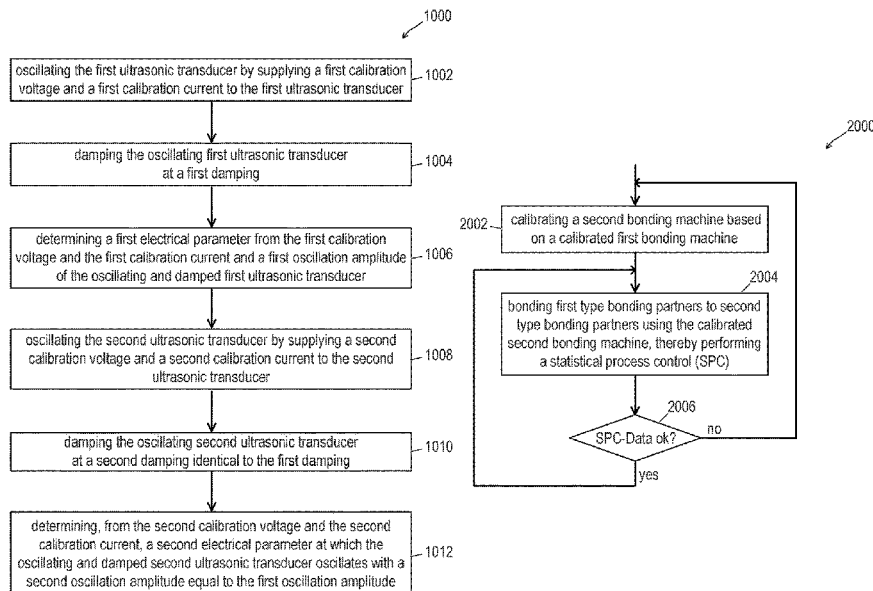 1000
oscillating the first ultrasonic transducer by supplying a first calibration
voltage and a first calibration current to the first ultrasonic transducer
1002
damping the oscillating first ultrasonic transducer
at a first damping
1004
determining a first electrical parameter from the first calibration
voltage and the first calibration current and a first oscillation amplitude
of the oscillating and damped first ultrasonic transducer
1006
oscillating the second ultrasonic transducer by supplying a second
calibration voltage and a second calibration current to the second
ultrasonic transducer
1008
damping the oscillating second ultrasonic transducer
at a second damping identical to the first damping
1010
determining, from the second calibration voltage and the second
calibration current, a second electrical parameter at which the
oscillating and damped second ultrasonic transducer oscillates with a
second oscillation amplitude equal to the first oscillation amplitude
1012
2000
2002
calibrating a second bonding machine based
on a calibrated first bonding machine
2004
bonding first type bonding partners to second
type bonding partners using the calibrated
second bonding machine, thereby performing
a statistical process control (SPC)
2006
SPC-Data ok?
no
yes